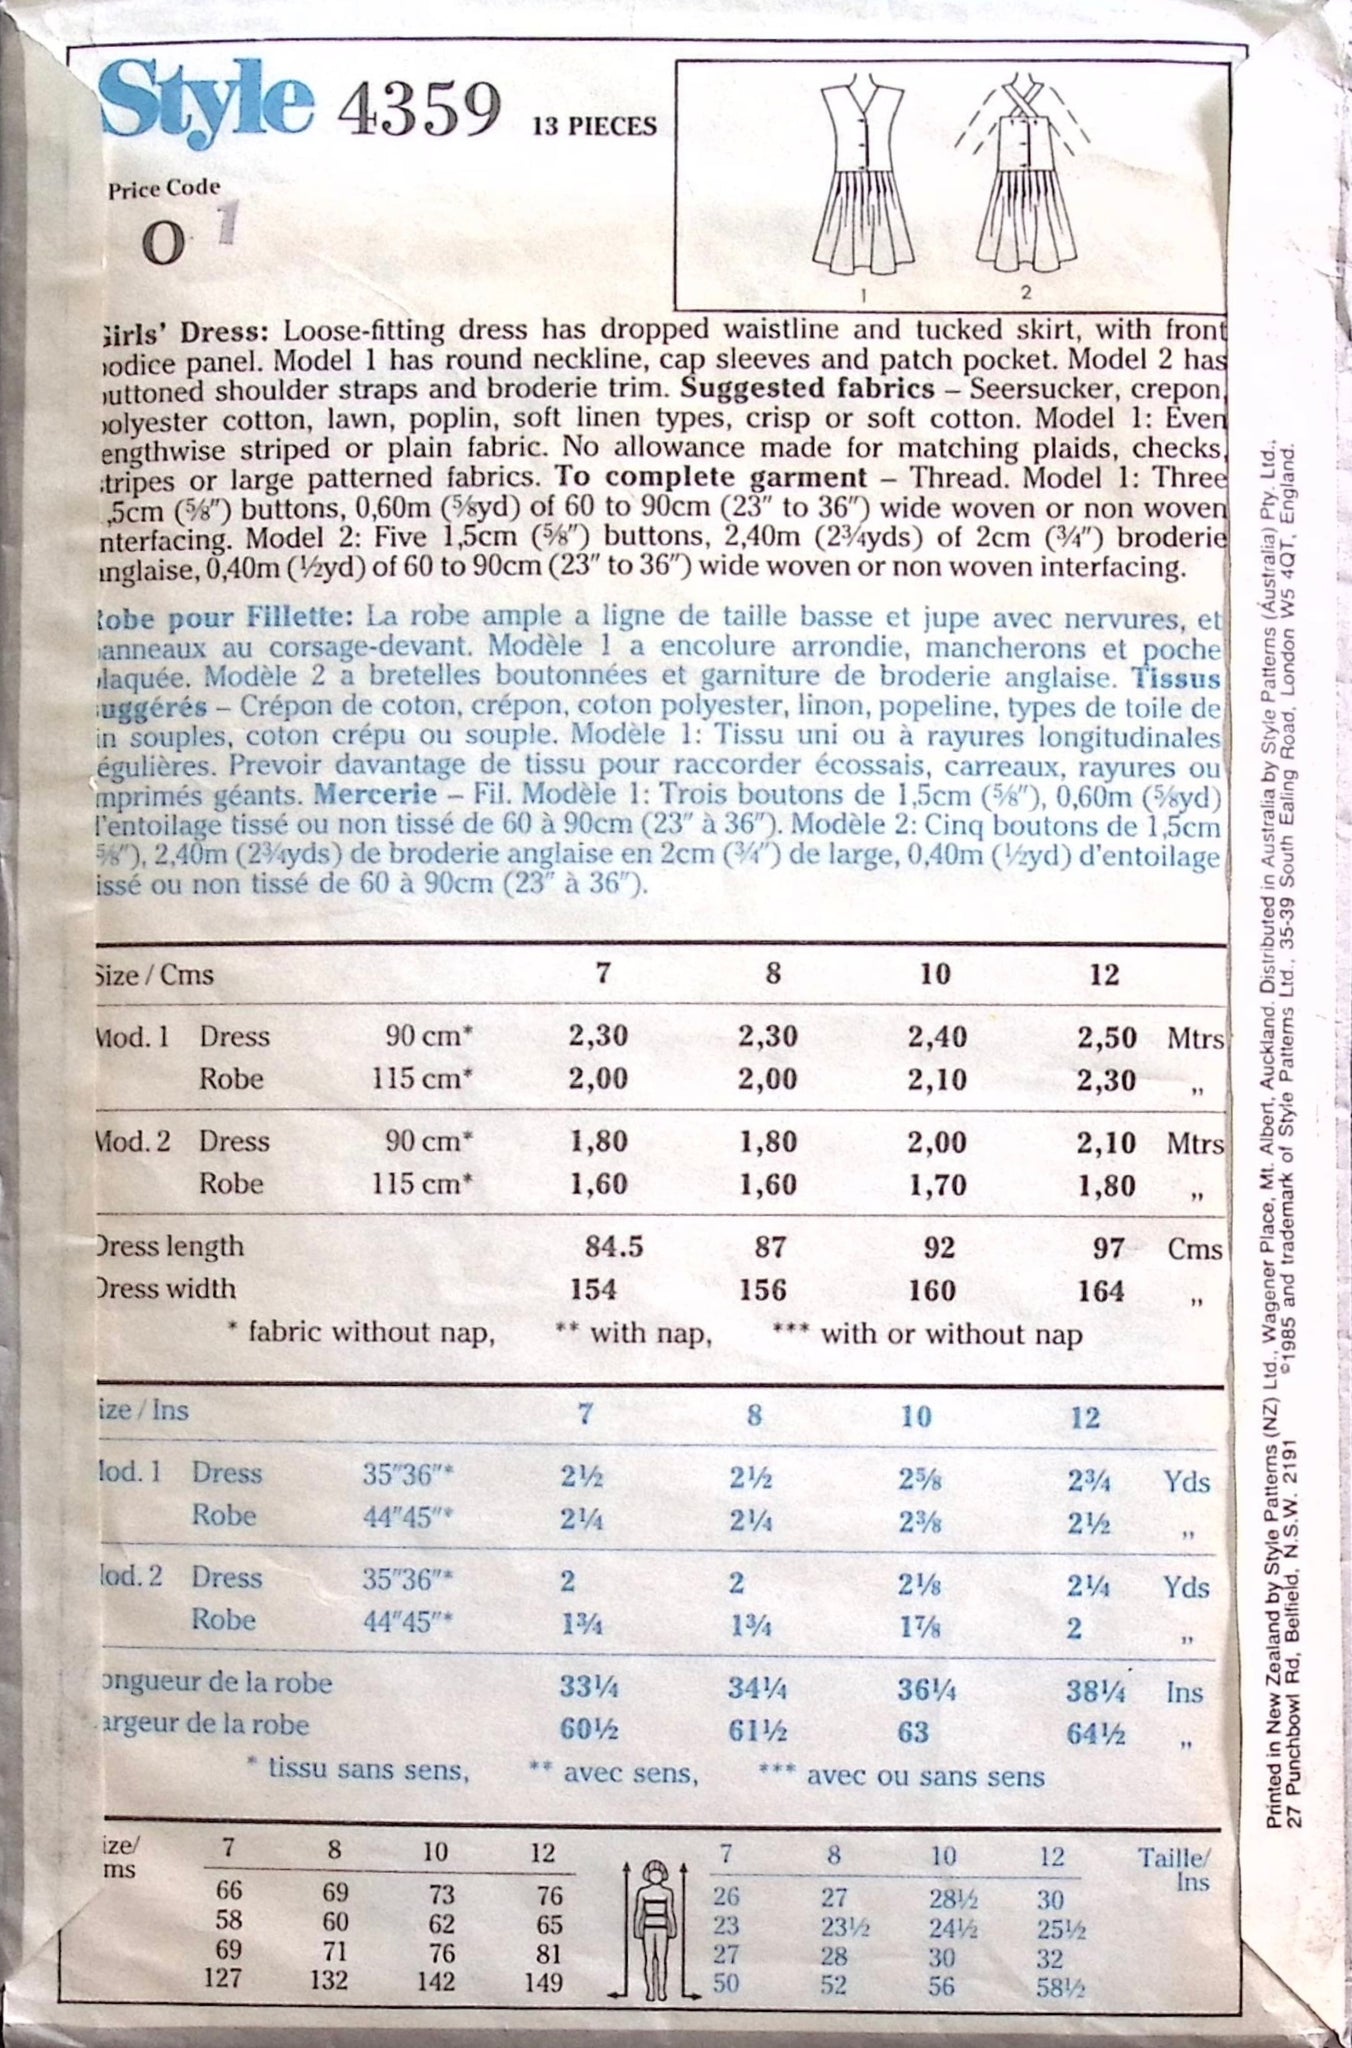 Style 4359 13 PIECES
Price Code
O 1
1 2
irls' Dress: Loose-fitting dress has dropped waistline and tucked skirt, with front
odice panel. Model 1 has round neckline, cap sleeves and patch pocket. Model 2 has
uttoned shoulder straps and broderie trim. Suggested fabrics – Seersucker, crepon,
olyester cotton, lawn, poplin, soft linen types, crisp or soft cotton. Model 1: Even
engthwise striped or plain fabric. No allowance made for matching plaids, checks,
tripes or large patterned fabrics. To complete garment – Thread. Model 1: Three
,5cm (⅝") buttons, 0,60m (⅝yd) of 60 to 90cm (23" to 36") wide woven or non woven
nterfacing. Model 2: Five 1,5cm (⅝") buttons, 2,40m (2¾yds) of 2cm (¾") broderie
nglaise, 0,40m (½yd) of 60 to 90cm (23" to 36") wide woven or non woven interfacing.
obe pour Fillette: La robe ample a ligne de taille basse et jupe avec nervures, et
anneaux au corsage-devant. Modèle 1 a encolure arrondie, mancherons et poche
laquée. Modèle 2 a bretelles boutonnées et garniture de broderie anglaise. Tissus
uggérés – Crépon de coton, crépon, coton polyester, linon, popeline, types de toile de
in souples, coton crépu ou souple. Modèle 1: Tissu uni ou à rayures longitudinales
égulières. Prevoir davantage de tissu pour raccorder écossais, carreaux, rayures ou
mprimés géants. Mercerie – Fil. Modèle 1: Trois boutons de 1,5cm (⅝"), 0,60m (⅝yd)
l'entoilage tissé ou non tissé de 60 à 90cm (23" à 36"). Modèle 2: Cinq boutons de 1,5cm
⅝"), 2,40m (2¾yds) de broderie anglaise en 2cm (¾") de large, 0,40m (½yd) d'entoilage
issé ou non tissé de 60 à 90cm (23" à 36").
Size / Cms 7 8 10 12
Mod. 1 Dress 90 cm* 2,30 2,30 2,40 2,50 Mtrs
Robe 115 cm* 2,00 2,00 2,10 2,30 ,,
Mod. 2 Dress 90 cm* 1,80 1,80 2,00 2,10 Mtrs
Robe 115 cm* 1,60 1,60 1,70 1,80 ,,
Dress length 84.5 87 92 97 Cms
Dress width 154 156 160 164 ,,
* fabric without nap, ** with nap, *** with or without nap
ize / Ins 7 8 10 12
Mod. 1 Dress 35"36"* 2½ 2½ 2⅝ 2¾ Yds
Robe 44"45"* 2¼ 2¼ 2⅜ 2½ ,,
Mod. 2 Dress 35"36"* 2 2 2⅛ 2¼ Yds
Robe 44"45"* 1¾ 1¾ 1⅞ 2 ,,
ongueur de la robe 33¼ 34¼ 36¼ 38¼ Ins
argeur de la robe 60½ 61½ 63 64½ ,,
* tissu sans sens, ** avec sens, *** avec ou sans sens
ize/ 7 8 10 12 7 8 10 12 Taille/
ms Ins
66 69 73 76 26 27 28½ 30
58 60 62 65 23 23½ 24½ 25½
69 71 76 81 27 28 30 32
127 132 142 149 50 52 56 58½
Printed in New Zealand by Style Patterns (NZ) Ltd., Wagener Place, Mt. Albert, Auckland. Distributed in Australia by Style Patterns (Australia) Pty. Ltd.,
27 Punchbowl Rd, Belfield, N.S.W. 2191 ©1985 and trademark of Style Patterns Ltd., 35-39 South Ealing Road, London W5 4QT, England.